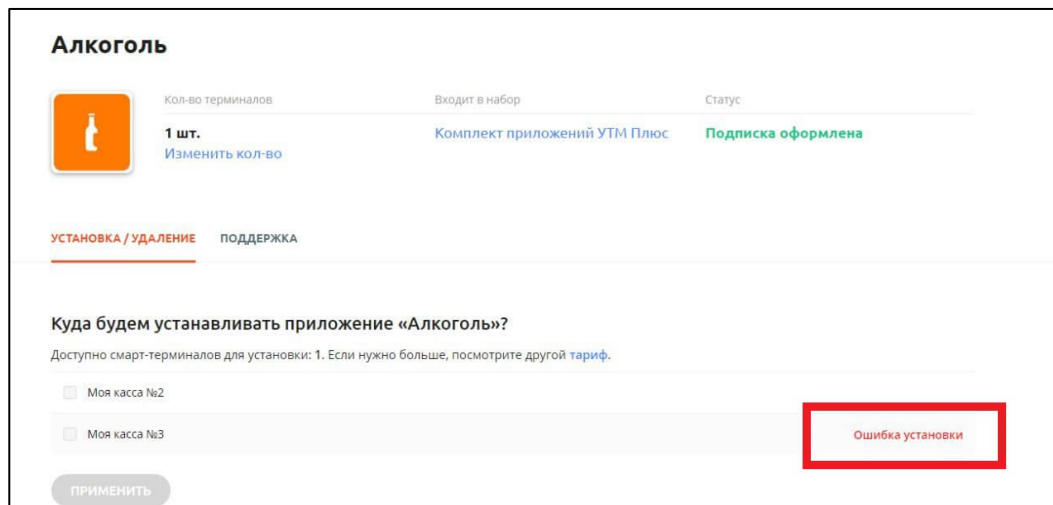 Алкоголь
Кол-во терминалов Входит в набор Статус
1 шт. Комплект приложений УТМ Плюс Подписка оформлена
Изменить кол-во
УСТАНОВКА / УДАЛЕНИЕ ПОДДЕРЖКА
Куда будем устанавливать приложение «Алкоголь»?
Доступно смарт-терминалов для установки: 1. Если нужно больше, посмотрите другой тариф.
Моя касса №2
Моя касса №3 Ошибка установки
ПРИМЕНИТЬ